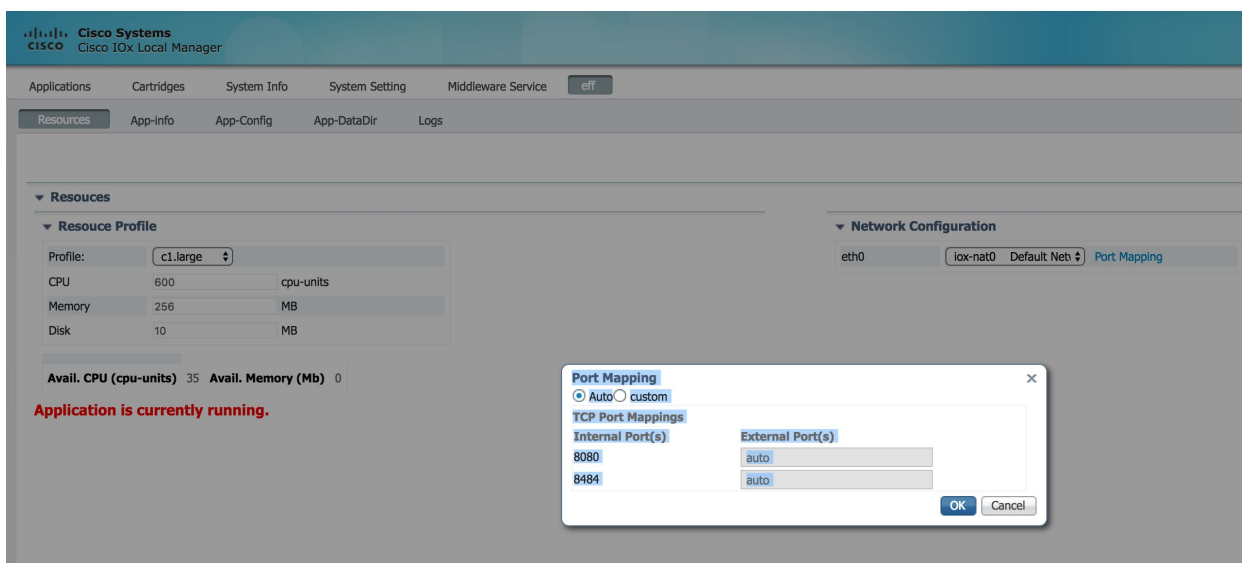 Cisco Systems
CISCO Cisco IOx Local Manager
Applications Cartridges System Info System Setting Middleware Service eff
Resources App-info App-Config App-DataDir Logs
Resouces
Resouce Profile
Network Configuration
Profile: c1.large
eth0 iox-nat0 Default Net Port Mapping
CPU 600 cpu-units
Memory 256 MB
Disk 10 MB
Avail. CPU (cpu-units) 35 Avail. Memory (Mb) 0
Application is currently running.
Port Mapping
Auto custom
TCP Port Mappings
Internal Port(s) External Port(s)
8080 auto
8484 auto
OK Cancel